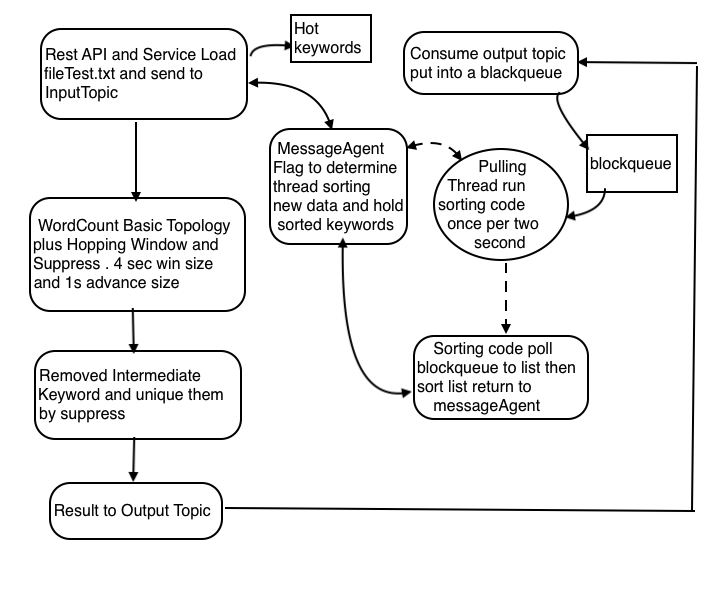 Rest API and Service Load
fileTest.txt and send to
InputTopic
Hot
keywords
Consume output topic
put into a blackqueue
MessageAgent
Flag to determine
thread sorting
new data and hold
sorted keywords
Pulling
Thread run
sorting code
once per two
second
blockqueue
WordCount Basic Topology
plus Hopping Window and
Suppress . 4 sec win size
and 1s advance size
Removed Intermediate
Keyword and unique them
by suppress
Sorting code poll
blockqueue to list then
sort list return to
messageAgent
Result to Output Topic